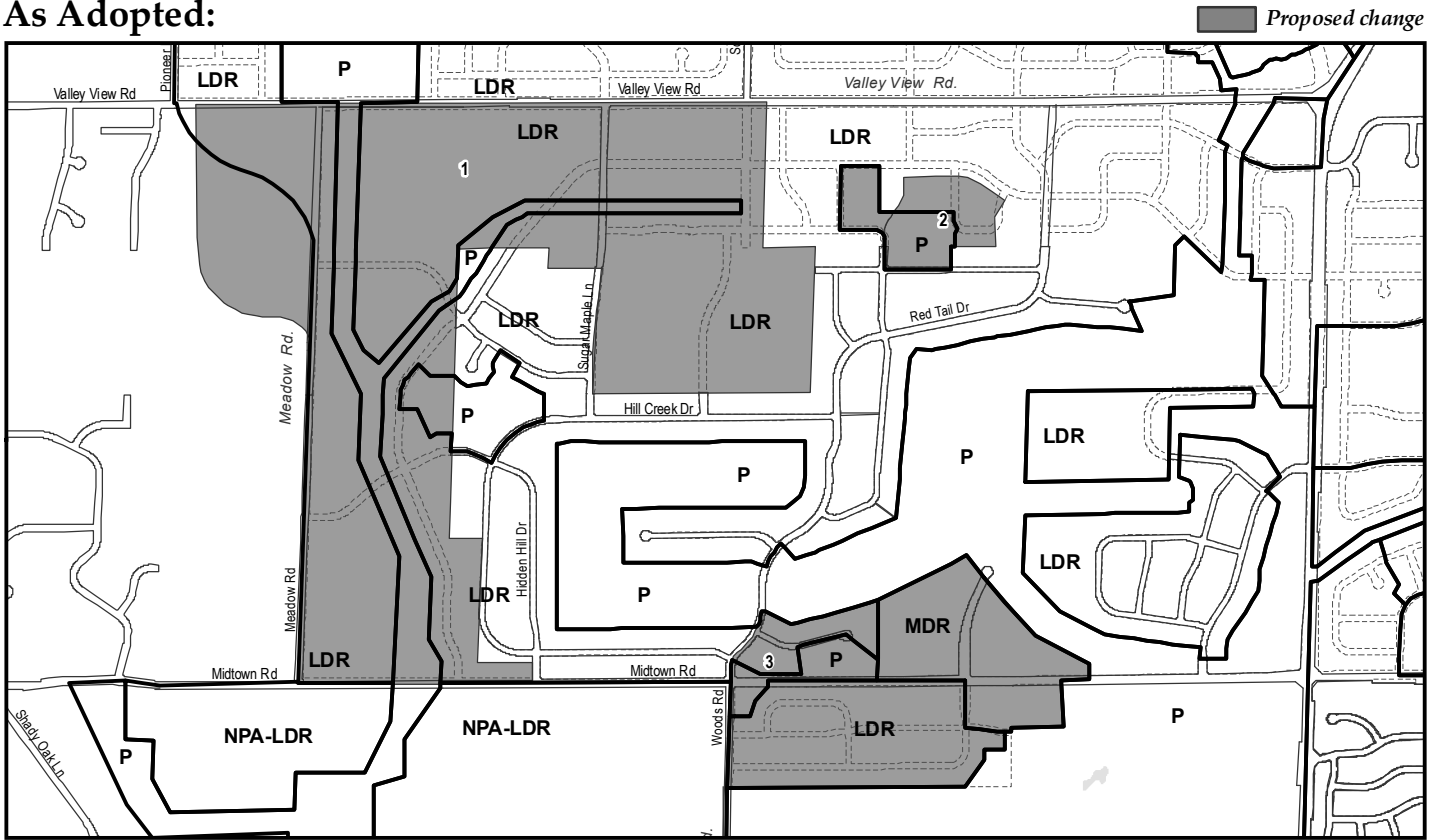 As Adopted:
Proposed change
Pioneer
LDR
P
LDR
Valley View Rd
Valley View Rd
Valley View Rd.
LDR
LDR
1
2
P
P
LDR
Sugar Maple Ln
LDR
Red Tail Dr
Meadow Rd.
Hill Creek Dr
P
LDR
P
P
Hidden Hill Dr
LDR
Meadow Rd
LDR
P
MDR
3
P
LDR
Midtown Rd
Midtown Rd
Woods Rd
P
Shady Oak Ln
NPA-LDR
NPA-LDR
LDR
P